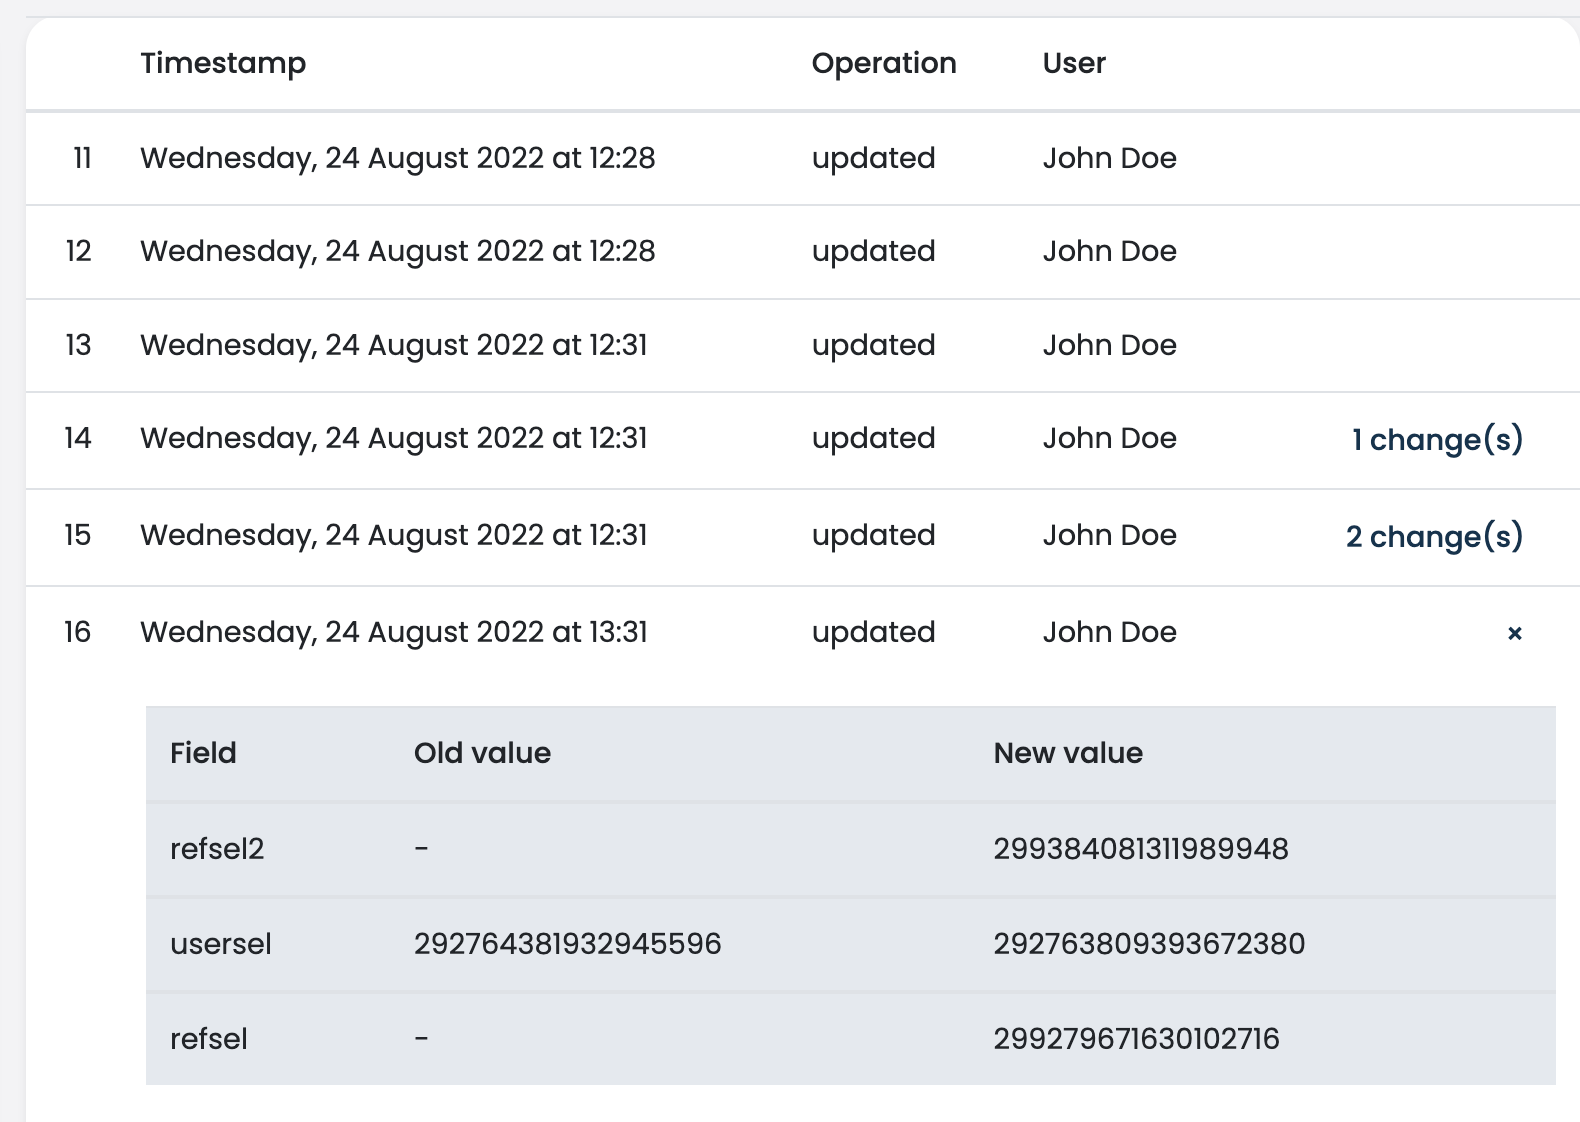 Timestamp Operation User
11 Wednesday, 24 August 2022 at 12:28 updated John Doe
12 Wednesday, 24 August 2022 at 12:28 updated John Doe
13 Wednesday, 24 August 2022 at 12:31 updated John Doe
14 Wednesday, 24 August 2022 at 12:31 updated John Doe 1 change(s)
15 Wednesday, 24 August 2022 at 12:31 updated John Doe 2 change(s)
16 Wednesday, 24 August 2022 at 13:31 updated John Doe ×
Field Old value New value
refsel2 - 299384081311989948
usersel 292764381932945596 292763809393672380
refsel - 299279671630102716